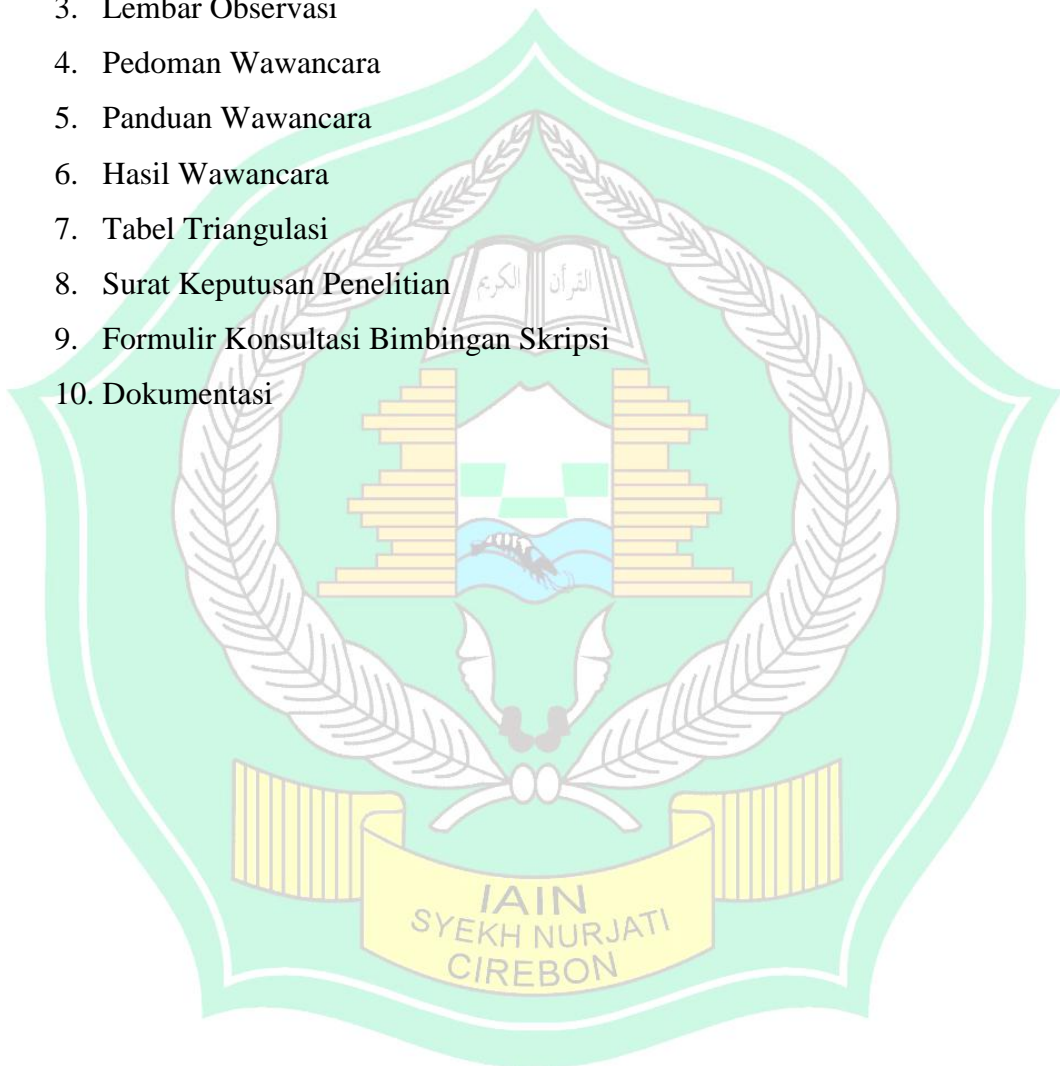 3. Lembar Observasi
4. Pedoman Wawancara
5. Panduan Wawancara
6. Hasil Wawancara
7. Tabel Triangulasi
8. Surat Keputusan Penelitian
القرأن الكريم
9. Formulir Konsultasi Bimbingan Skripsi
10. Dokumentasi
IAIN
SYEKH NURJATI
CIREBON